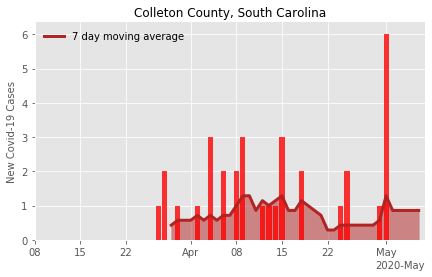 Colleton County, South Carolina
7 day moving average
New Covid-19 Cases
6
5
4
3
2
1
0
08 15 22 Apr 08 15 22 May
2020-May